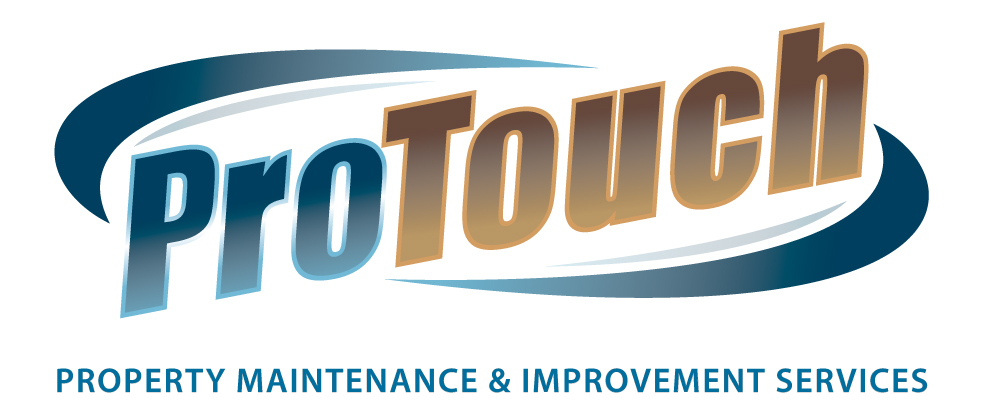 ProTouch
PROPERTY MAINTENANCE & IMPROVEMENT SERVICES